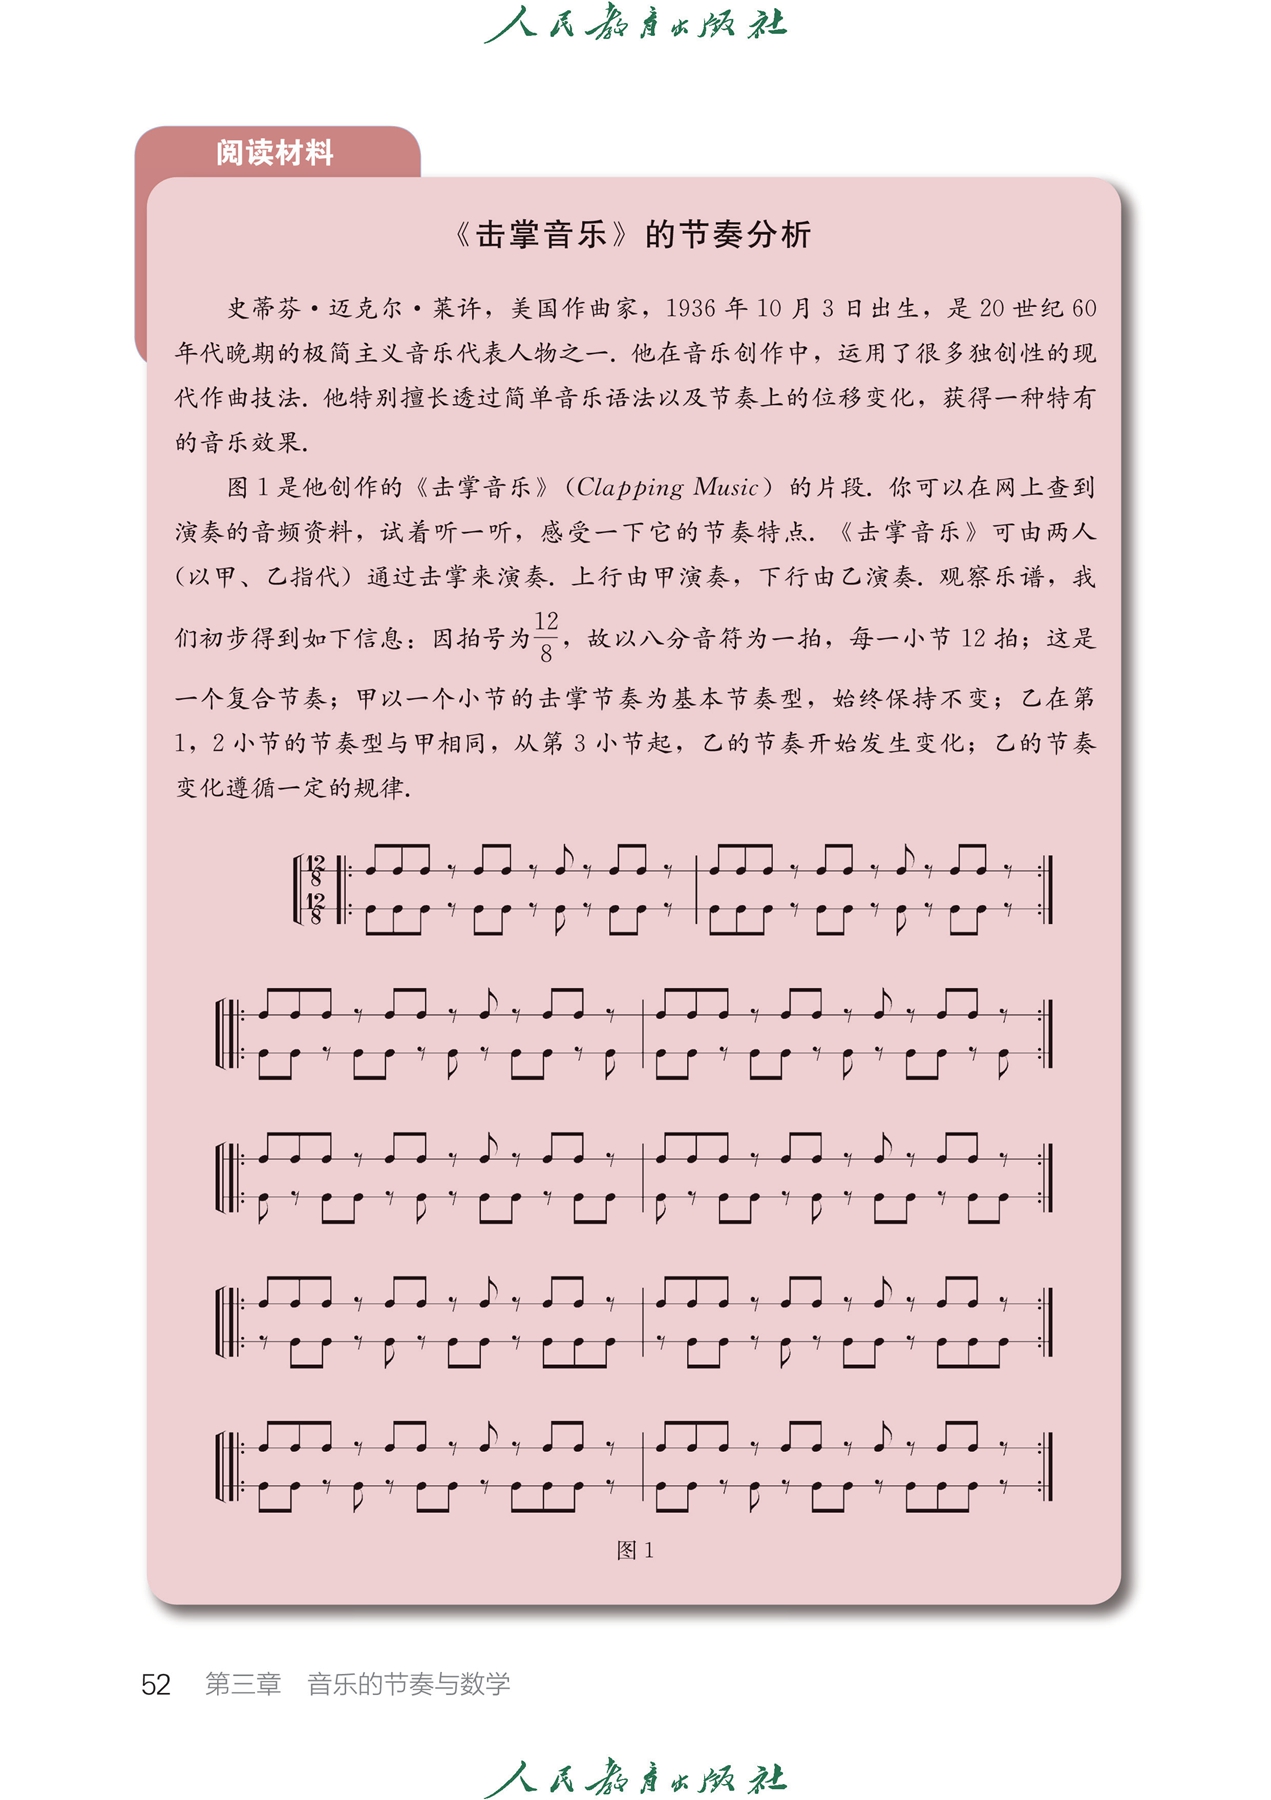 人民教育出版社
阅读材料
《击掌音乐》的节奏分析
史蒂芬·迈克尔·莱许，美国作曲家，1936 年 10 月 3 日出生，是 20 世纪 60
年代晚期的极简主义音乐代表人物之一．他在音乐创作中，运用了很多独创性的现
代作曲技法．他特别擅长透过简单音乐语法以及节奏上的位移变化，获得一种特有
的音乐效果．
图 1 是他创作的《击掌音乐》（Clapping Music）的片段．你可以在网上查到
演奏的音频资料，试着听一听，感受一下它的节奏特点．《击掌音乐》可由两人
（以甲、乙指代）通过击掌来演奏．上行由甲演奏，下行由乙演奏．观察乐谱，我
们初步得到如下信息：因拍号为12/8，故以八分音符为一拍，每一小节 12 拍；这是
一个复合节奏；甲以一个小节的击掌节奏为基本节奏型，始终保持不变；乙在第
1，2 小节的节奏型与甲相同，从第 3 小节起，乙的节奏开始发生变化；乙的节奏
变化遵循一定的规律．
12
8
12
8
图 1
52 第三章 音乐的节奏与数学
人民教育出版社